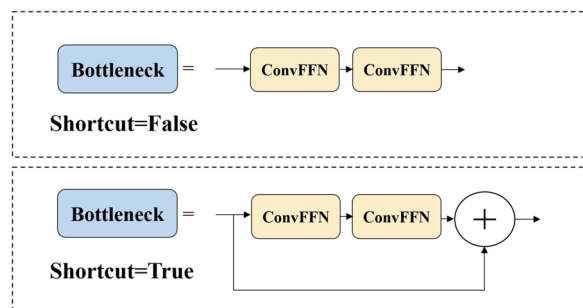 Bottleneck = ConvFFN ConvFFN
Shortcut=False
Bottleneck = ConvFFN ConvFFN +
Shortcut=True